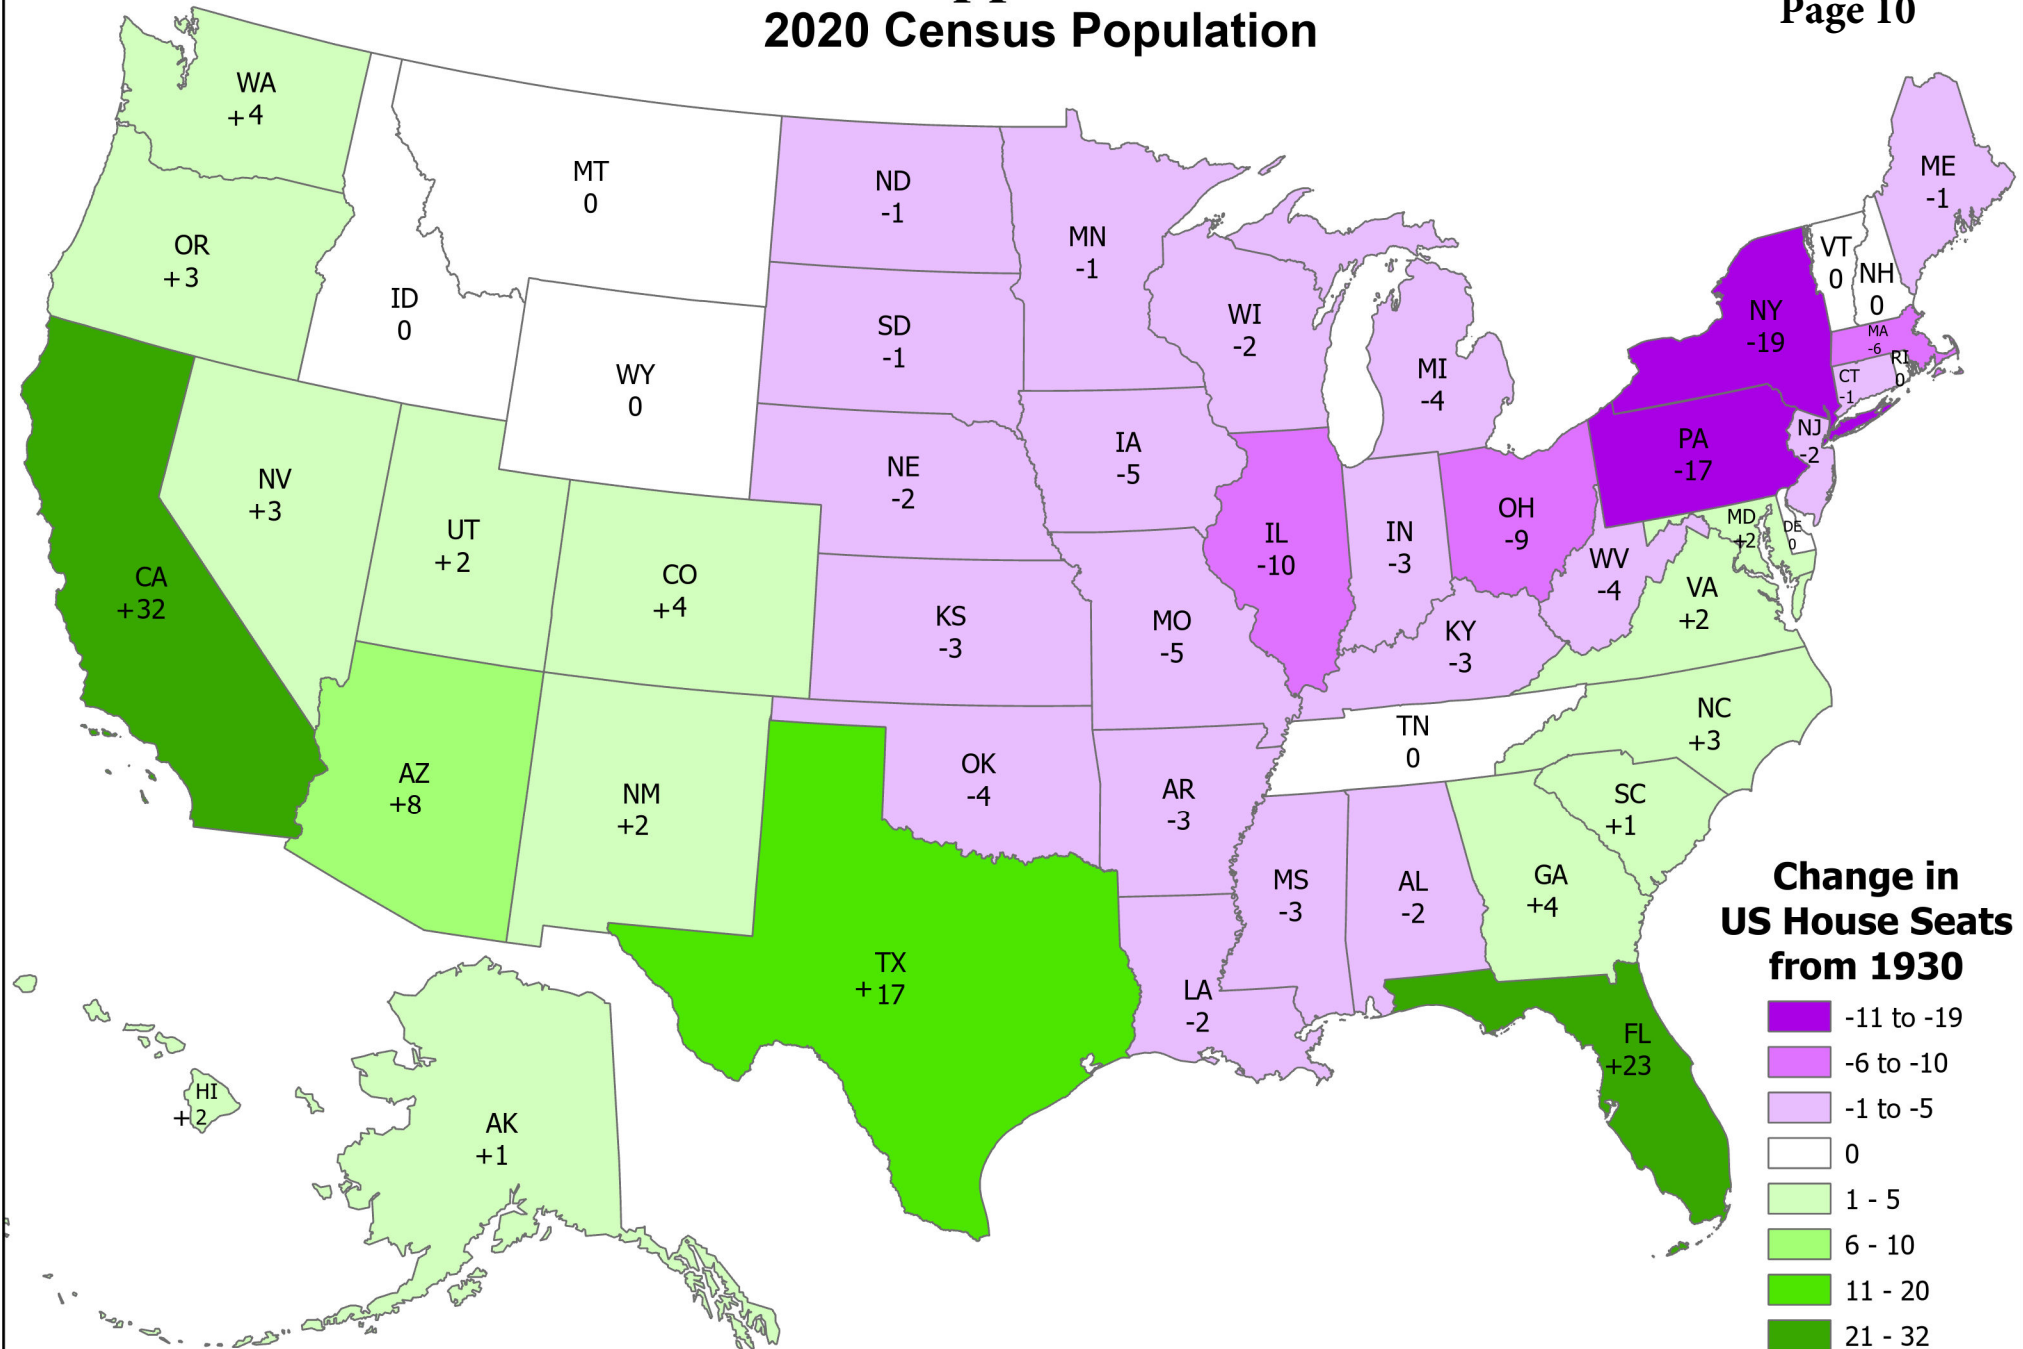 2020 Census Population
Page 10
WA
+4
OR
+3
CA
+32
NV
+3
ID
0
MT
0
WY
0
UT
+2
CO
+4
AZ
+8
NM
+2
ND
-1
SD
-1
NE
-2
KS
-3
OK
-4
TX
+17
MN
-1
IA
-5
MO
-5
AR
-3
LA
-2
WI
-2
IL
-10
MI
-4
IN
-3
OH
-9
KY
-3
TN
0
MS
-3
AL
-2
GA
+4
FL
+23
SC
+1
NC
+3
VA
+2
WV
-4
MD
+2
DE
0
PA
-17
NJ
-2
NY
-19
CT
-1
RI
0
MA
-6
VT
0
NH
0
ME
-1
HI
+2
AK
+1
Change in
US House Seats
from 1930
-11 to -19
-6 to -10
-1 to -5
0
1 - 5
6 - 10
11 - 20
21 - 32